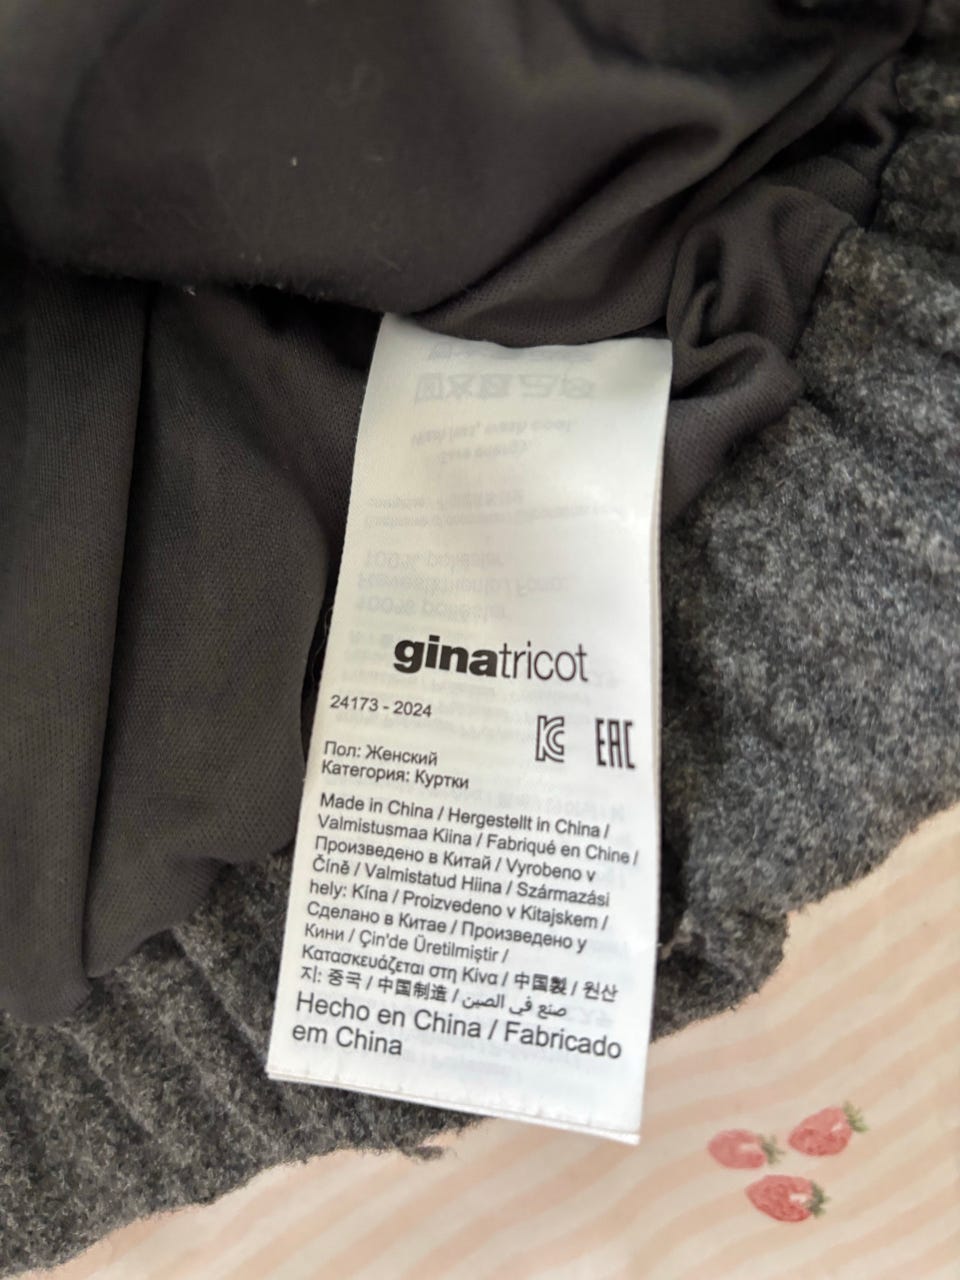 ginatricot
24173 - 2024
EAC
Пол: Женский
Категория: Куртки
Made in China / Hergestellt in China /
Valmistusmaa Kiina / Fabriqué en Chine /
Произведено в Китай / Vyrobeno v
Číně / Valmistatud Hiina / Származási
hely: Kína / Proizvedeno v Kitajskem /
Сделано в Китае / Произведено у
Кини / Çin'de Üretilmiştir /
Κατασκευάζεται στη Κίνα / 中国製 / 원산
지: 중국 / 中国制造 / صنع في الصين
Hecho en China / Fabricado
em China